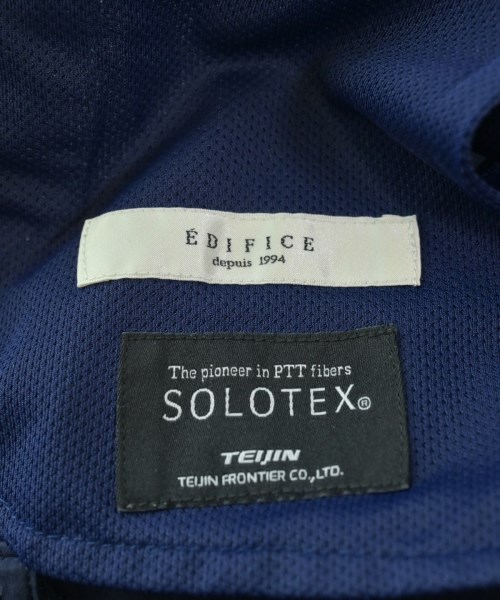 ÉDIFICE
depuis 1994
The pioneer in PTT fibers
SOLOTEX®
TEIJIN
TEIJIN FRONTIER CO.,LTD.